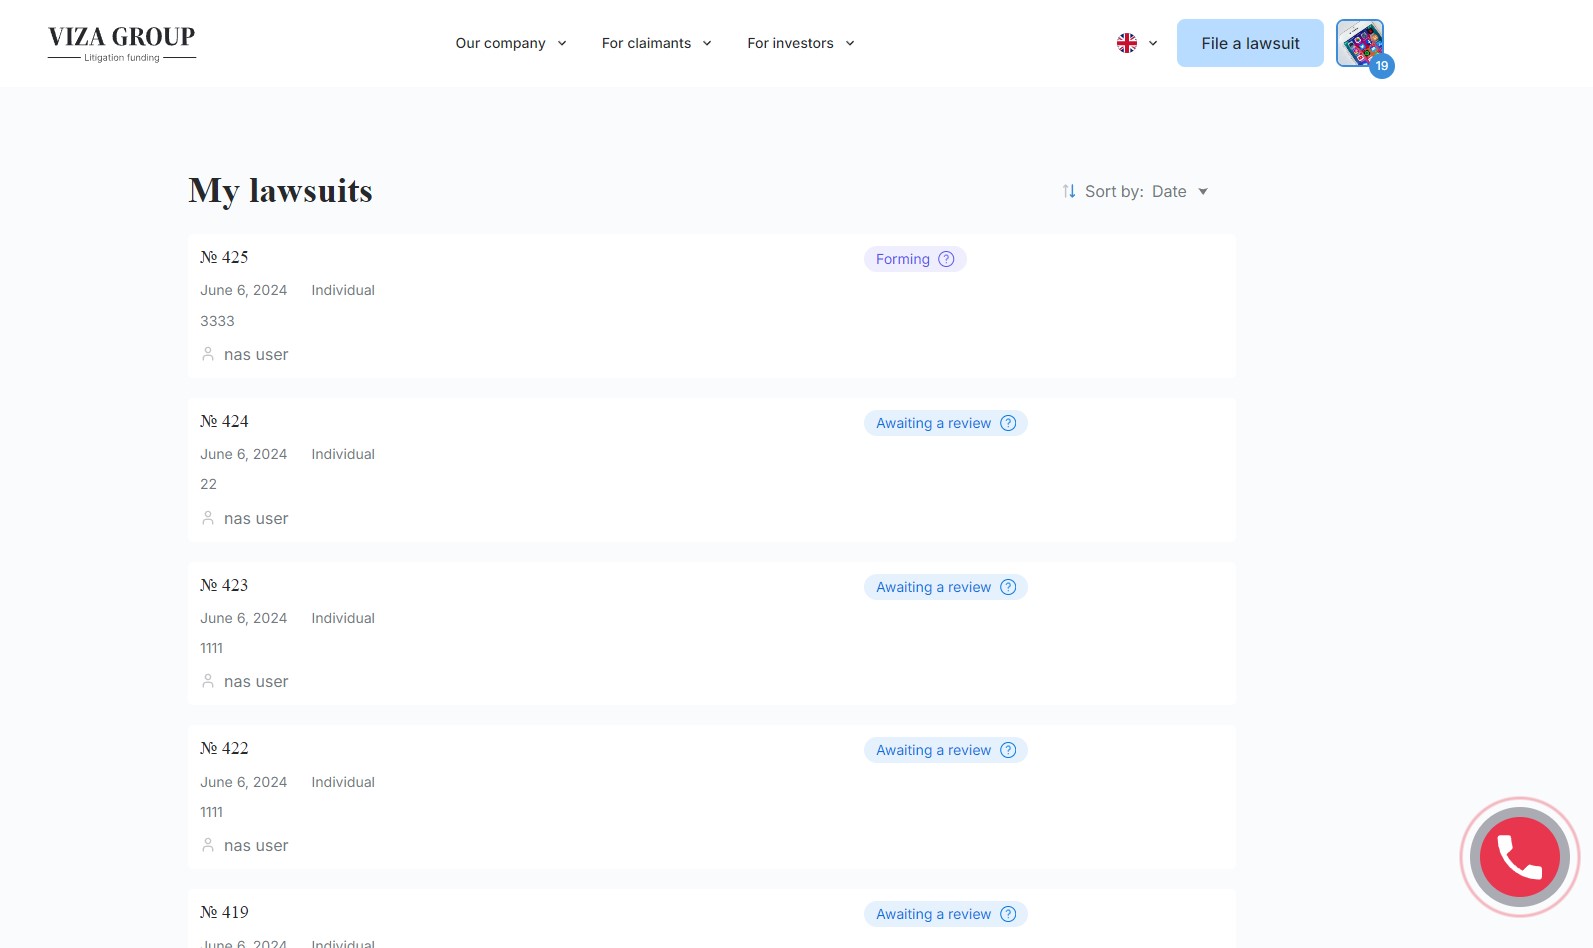 VIZA GROUP
Litigation funding
Our company
For claimants
For investors
File a lawsuit
19
My lawsuits
Sort by: Date
№ 425
Forming
June 6, 2024 Individual
3333
nas user
№ 424
Awaiting a review
June 6, 2024 Individual
22
nas user
№ 423
Awaiting a review
June 6, 2024 Individual
1111
nas user
№ 422
Awaiting a review
June 6, 2024 Individual
1111
nas user
№ 419
Awaiting a review
June 6, 2024 Individual